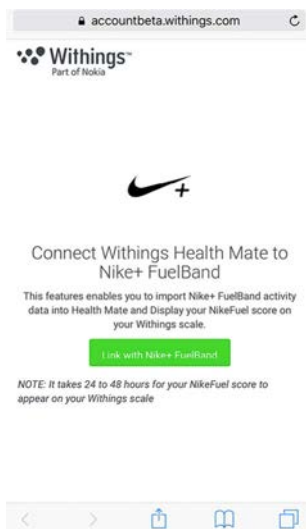 accountbeta.withings.com
Withings™
Part of Nokia
+
Connect Withings Health Mate to
Nike+ FuelBand
This features enables you to import Nike+ FuelBand activity
data into Health Mate and Display your NikeFuel score on
your Withings scale.
Link with Nike+ FuelBand
NOTE: It takes 24 to 48 hours for your NikeFuel score to
appear on your Withings scale